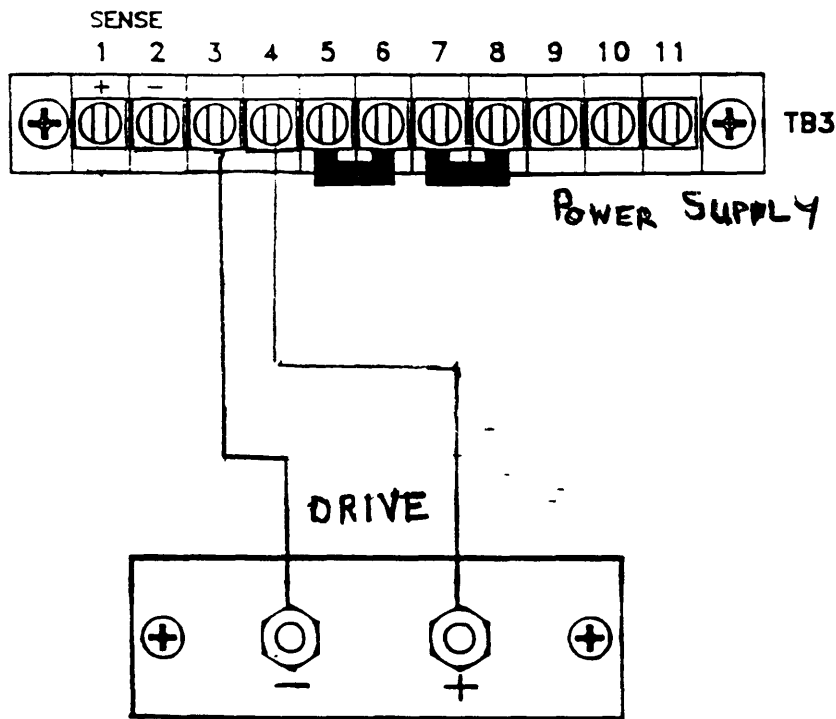 SENSE
1 2 3 4 5 6 7 8 9 10 11
+ −
TB3
POWER SUPPLY
DRIVE
− +